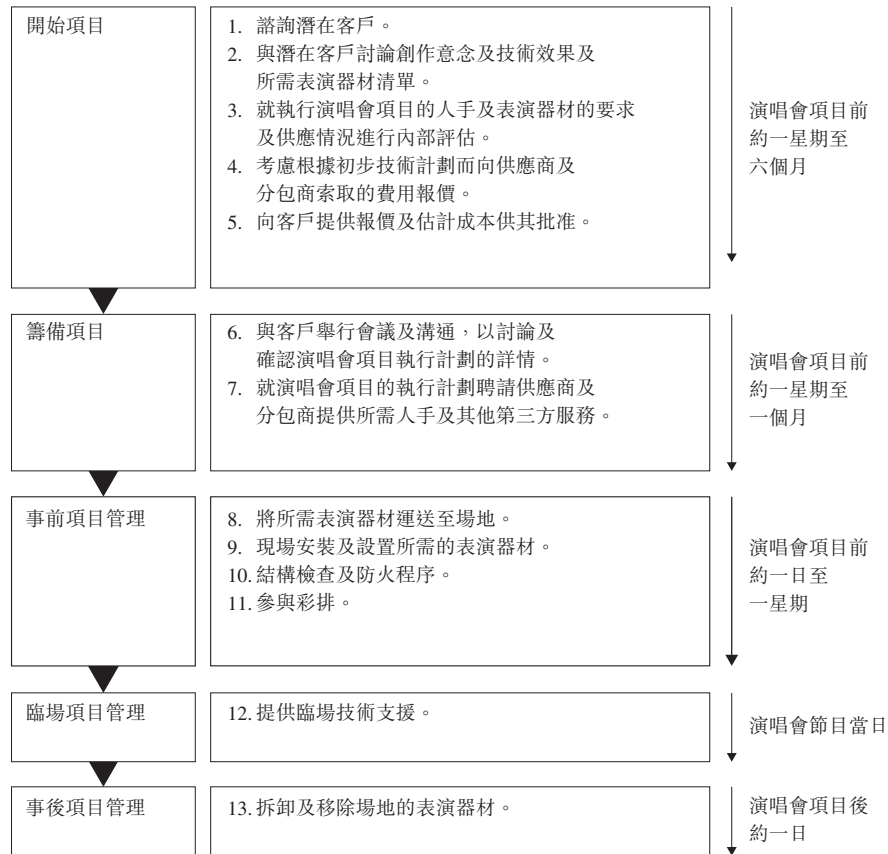 開始項目
1. 諮詢潛在客戶。
2. 與潛在客戶討論創作意念及技術效果及
所需表演器材清單。
3. 就執行演唱會項目的人手及表演器材的要求
及供應情況進行內部評估。
4. 考慮根據初步技術計劃而向供應商及
分包商索取的費用報價。
5. 向客戶提供報價及估計成本供其批准。
演唱會項目前
約一星期至
六個月
籌備項目
6. 與客戶舉行會議及溝通，以討論及
確認演唱會項目執行計劃的詳情。
7. 就演唱會項目的執行計劃聘請供應商及
分包商提供所需人手及其他第三方服務。
演唱會項目前
約一星期至
一個月
事前項目管理
8. 將所需表演器材運送至場地。
9. 現場安裝及設置所需的表演器材。
10. 結構檢查及防火程序。
11. 參與彩排。
演唱會項目前
約一日至
一星期
臨場項目管理
12. 提供臨場技術支援。
演唱會節目當日
事後項目管理
13. 拆卸及移除場地的表演器材。
演唱會項目後
約一日